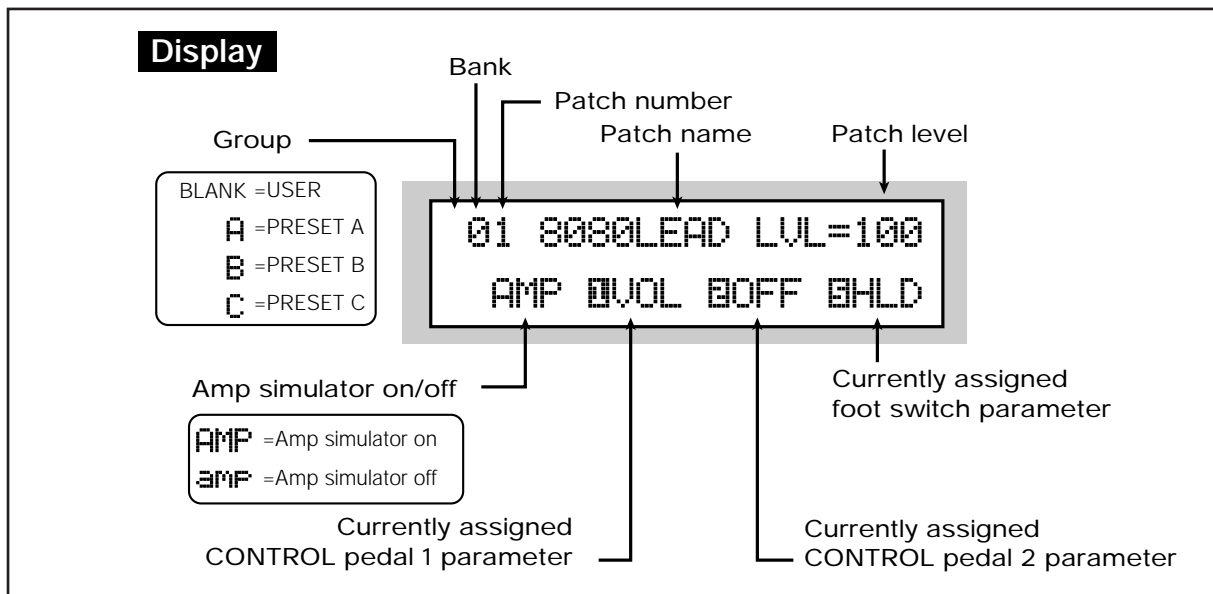 Display
Bank
Patch number
Group
Patch name
Patch level
BLANK =USER
A =PRESET A
B =PRESET B
C =PRESET C
01 8080LEAD LVL=100
AMP 1VOL 2OFF SHLD
Amp simulator on/off
AMP =Amp simulator on
amp =Amp simulator off
Currently assigned
foot switch parameter
Currently assigned
CONTROL pedal 1 parameter
Currently assigned
CONTROL pedal 2 parameter